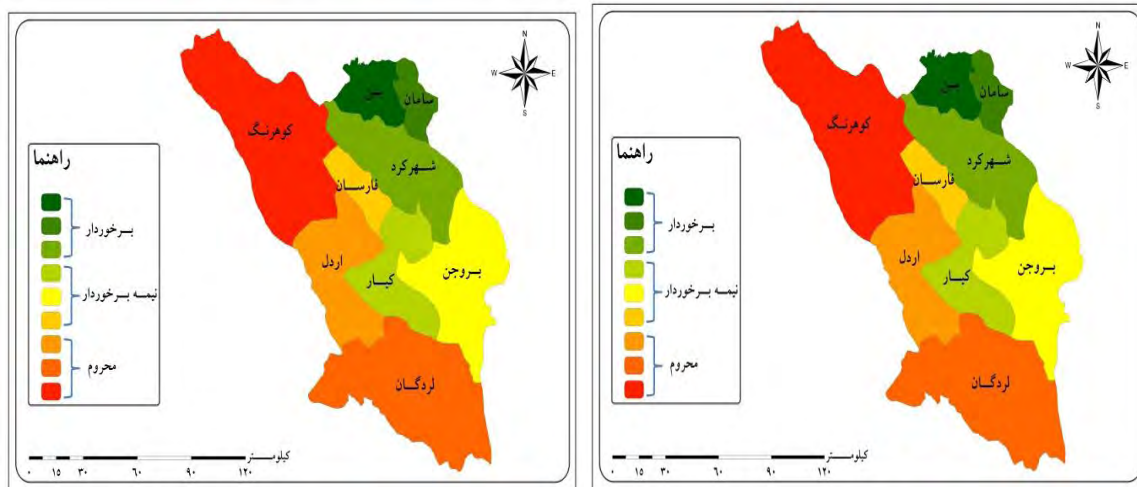 N
W E
S
بن
سامان
کوهرنگ
شهرکرد
فارسان
اردل
کیار
بروجن
لردگان
راهنما
برخوردار
نیمه برخوردار
محروم
۰ ۱۵ ۳۰ ۶۰ ۹۰ ۱۲۰ کیلومتر
N
W E
S
بن
سامان
کوهرنگ
شهرکرد
فارسان
اردل
کیار
بروجن
لردگان
راهنما
برخوردار
نیمه برخوردار
محروم
۰ ۱۵ ۳۰ ۶۰ ۹۰ ۱۲۰ کیلومتر